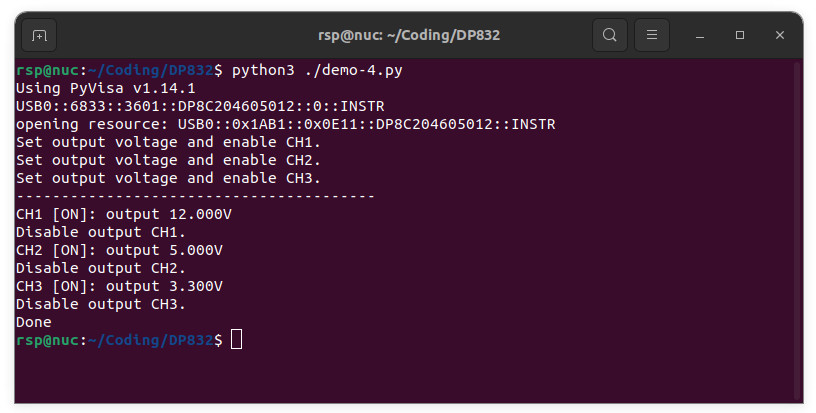 rsp@nuc: ~/Coding/DP832
rsp@nuc:~/Coding/DP832$ python3 ./demo-4.py
Using PyVisa v1.14.1
USB0::6833::3601::DP8C204605012::0::INSTR
opening resource: USB0::0x1AB1::0x0E11::DP8C204605012::INSTR
Set output voltage and enable CH1.
Set output voltage and enable CH2.
Set output voltage and enable CH3.
----------------------------------------
CH1 [ON]: output 12.000V
Disable output CH1.
CH2 [ON]: output 5.000V
Disable output CH2.
CH3 [ON]: output 3.300V
Disable output CH3.
Done
rsp@nuc:~/Coding/DP832$